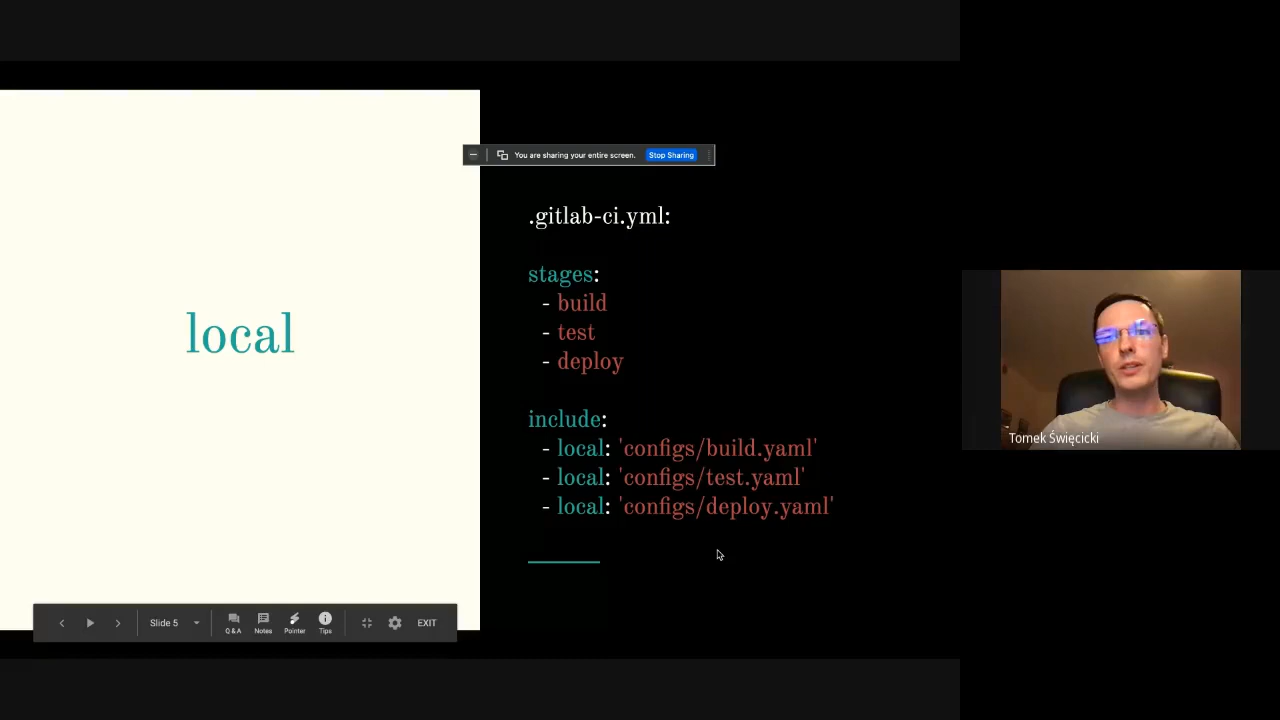 local
You are sharing your entire screen. Stop Sharing
.gitlab-ci.yml:
stages:
- build
- test
- deploy
include:
- local: 'configs/build.yaml'
- local: 'configs/test.yaml'
- local: 'configs/deploy.yaml'
Slide 5
Q & A
Notes
Pointer
Tips
EXIT
Tomek Święcicki